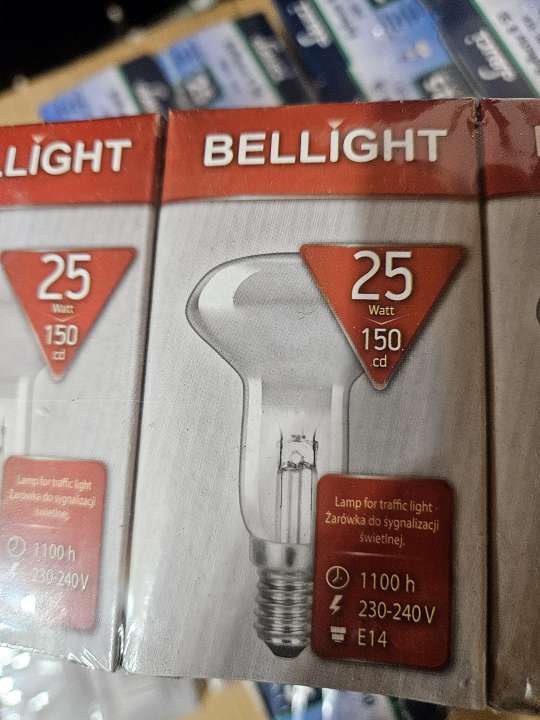 LLIGHT
25
Watt
150
cd
Lamp for traffic light
Żarówka do sygnalizacji
świetlnej.
1100 h
230-240 V
BELLIGHT
25
Watt
150
cd
Lamp for traffic light
Żarówka do sygnalizacji
świetlnej.
1100 h
230-240 V
E14